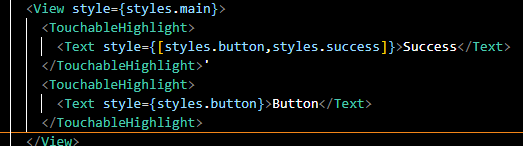 <View style={styles.main}>
<TouchableHighlight>
<Text style={[styles.button,styles.success]}>Success</Text>
</TouchableHighlight>'
<TouchableHighlight>
<Text style={styles.button}>Button</Text>
</TouchableHighlight>
</View>